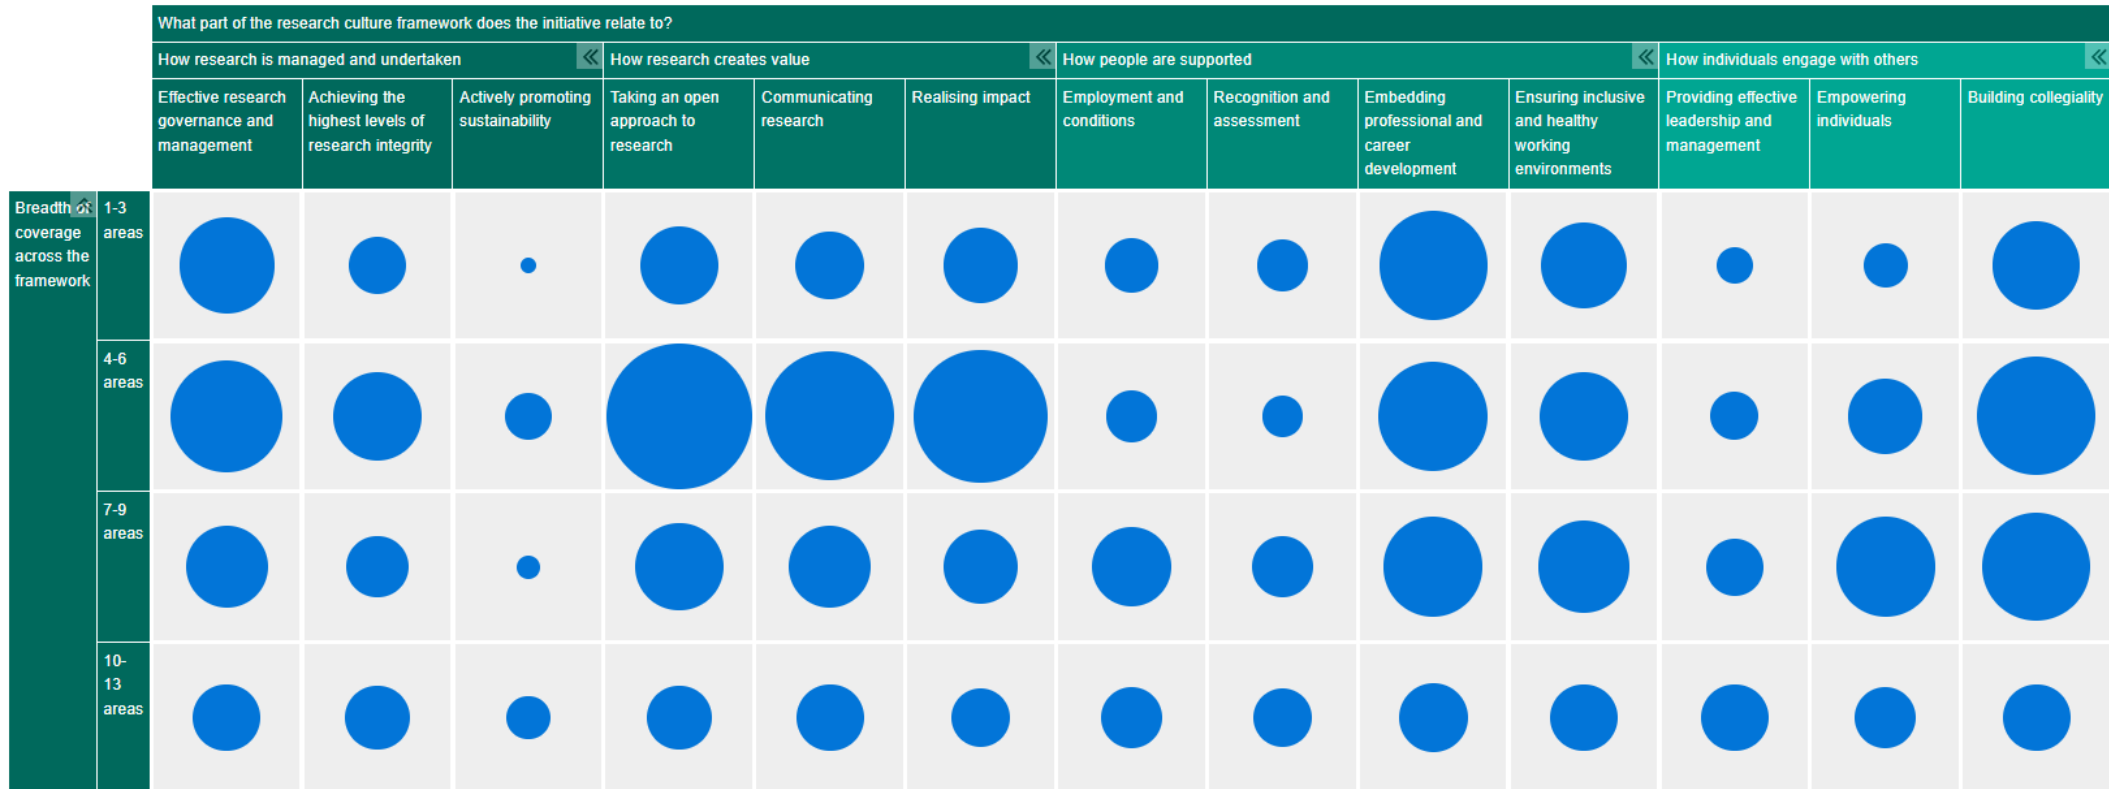 What part of the research culture framework does the initiative relate to?
How research is managed and undertaken
How research creates value
How people are supported
How individuals engage with others
Effective research
governance and
management
Achieving the
highest levels of
research integrity
Actively promoting
sustainability
Taking an open
approach to
research
Communicating
research
Realising impact
Employment and
conditions
Recognition and
assessment
Embedding
professional and
career
development
Ensuring inclusive
and healthy
working
environments
Providing effective
leadership and
management
Empowering
individuals
Building collegiality
Breadth of
coverage
across the
framework
1-3
areas
4-6
areas
7-9
areas
10-
13
areas